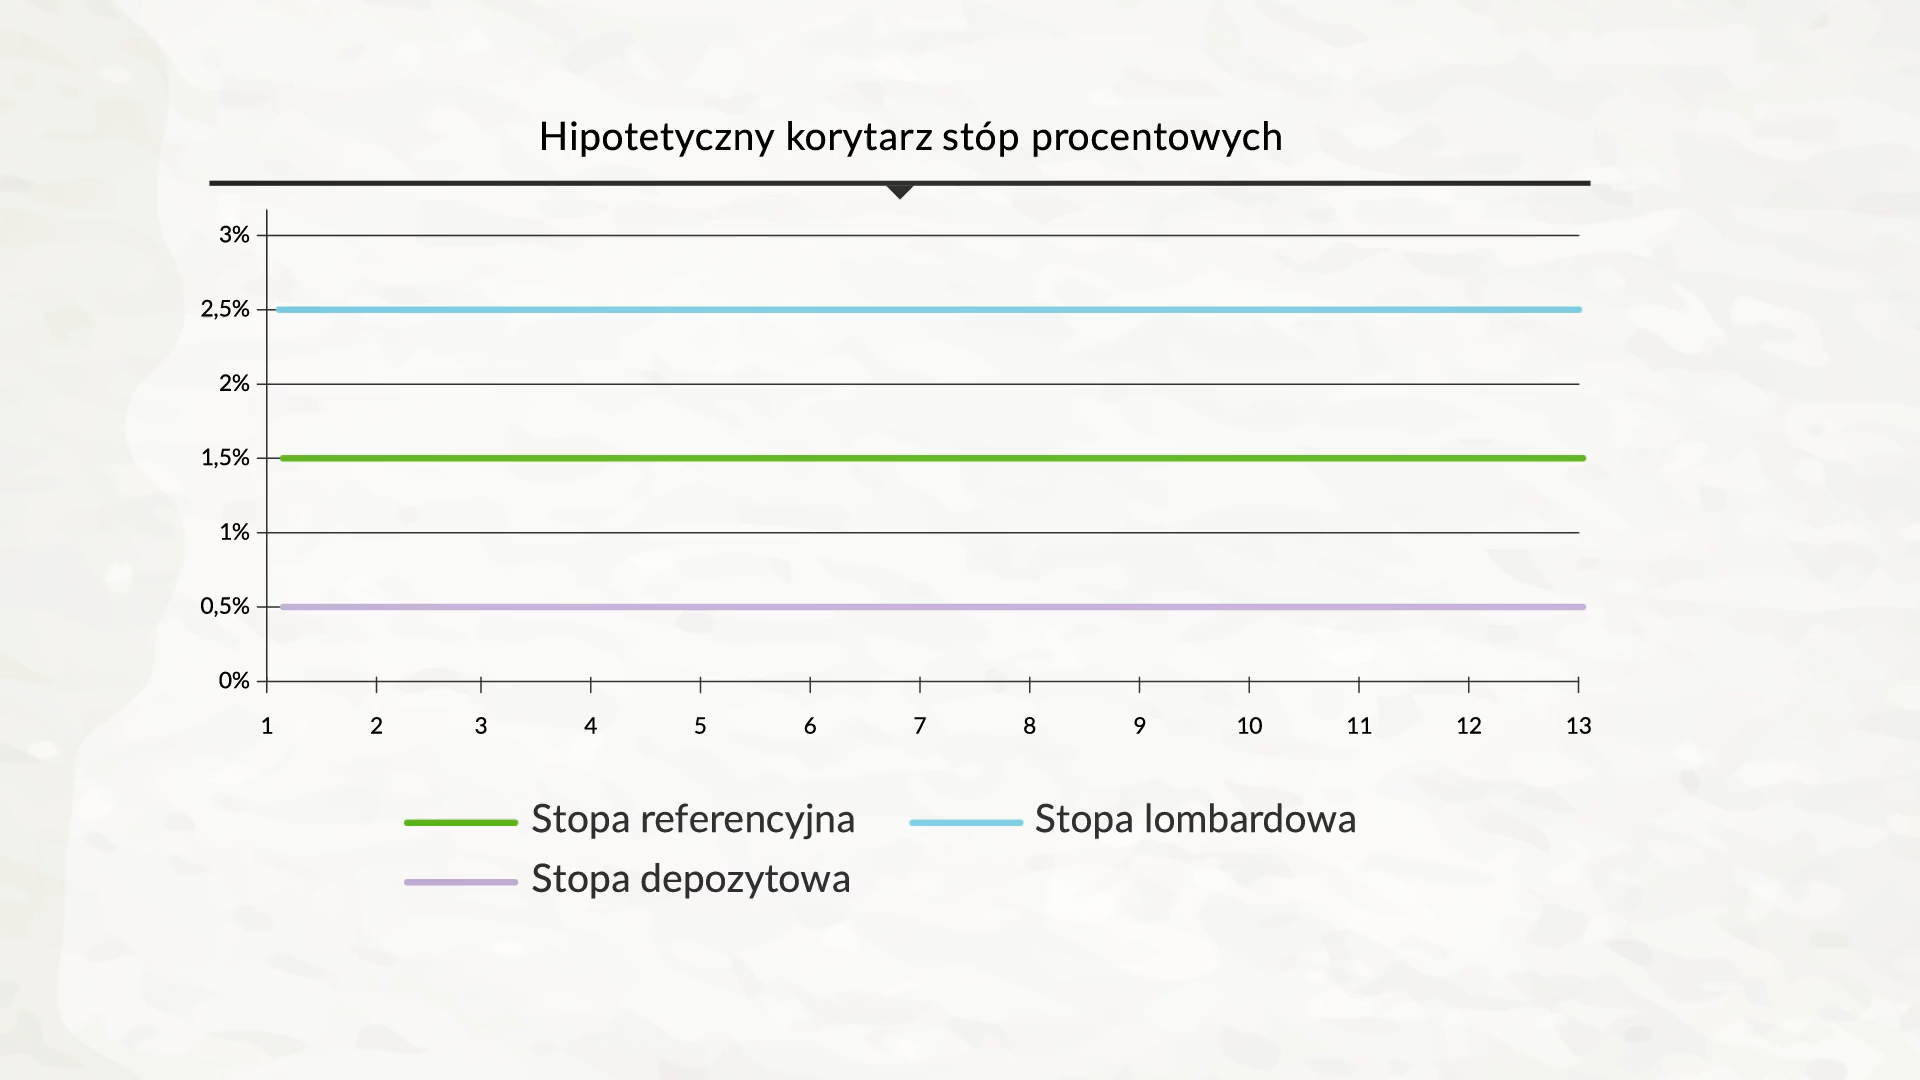 Hipotetyczny korytarz stóp procentowych
3%
2,5%
2%
1,5%
1%
0,5%
0%
1 2 3 4 5 6 7 8 9 10 11 12 13
Stopa referencyjna Stopa lombardowa
Stopa depozytowa